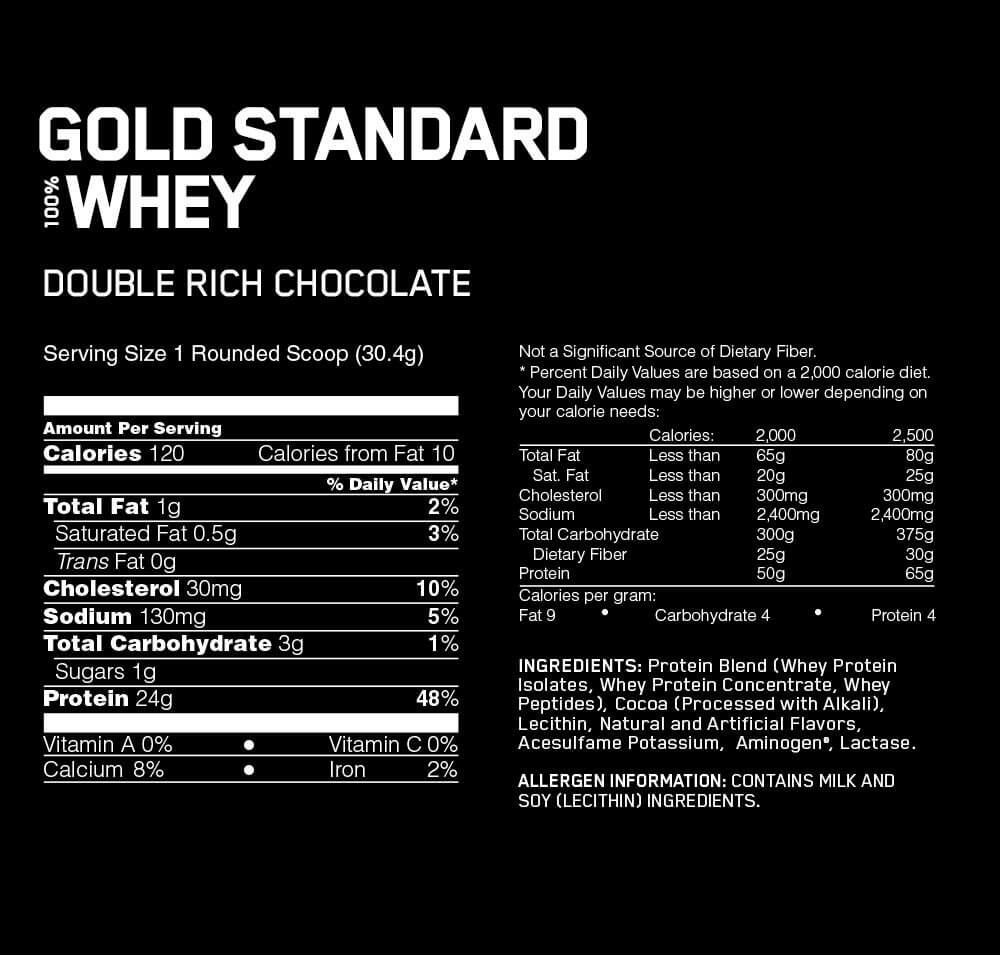 GOLD STANDARD
100% WHEY
DOUBLE RICH CHOCOLATE
Serving Size 1 Rounded Scoop (30.4g)
Amount Per Serving
Calories 120 Calories from Fat 10
% Daily Value*
Total Fat 1g 2%
Saturated Fat 0.5g 3%
Trans Fat 0g
Cholesterol 30mg 10%
Sodium 130mg 5%
Total Carbohydrate 3g 1%
Sugars 1g
Protein 24g 48%
Vitamin A 0% ● Vitamin C 0%
Calcium 8% ● Iron 2%
Not a Significant Source of Dietary Fiber.
* Percent Daily Values are based on a 2,000 calorie diet.
Your Daily Values may be higher or lower depending on
your calorie needs:
Calories: 2,000 2,500
Total Fat Less than 65g 80g
Sat. Fat Less than 20g 25g
Cholesterol Less than 300mg 300mg
Sodium Less than 2,400mg 2,400mg
Total Carbohydrate 300g 375g
Dietary Fiber 25g 30g
Protein 50g 65g
Calories per gram:
Fat 9 • Carbohydrate 4 • Protein 4
INGREDIENTS: Protein Blend (Whey Protein
Isolates, Whey Protein Concentrate, Whey
Peptides), Cocoa (Processed with Alkali),
Lecithin, Natural and Artificial Flavors,
Acesulfame Potassium, Aminogen®, Lactase.
ALLERGEN INFORMATION: CONTAINS MILK AND
SOY (LECITHIN) INGREDIENTS.